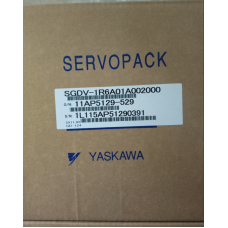 SERVOPACK
SGDV-1R6A01A002000
O/N 11AP5129-529
S/N 1L115AP51290391
YASKAWA